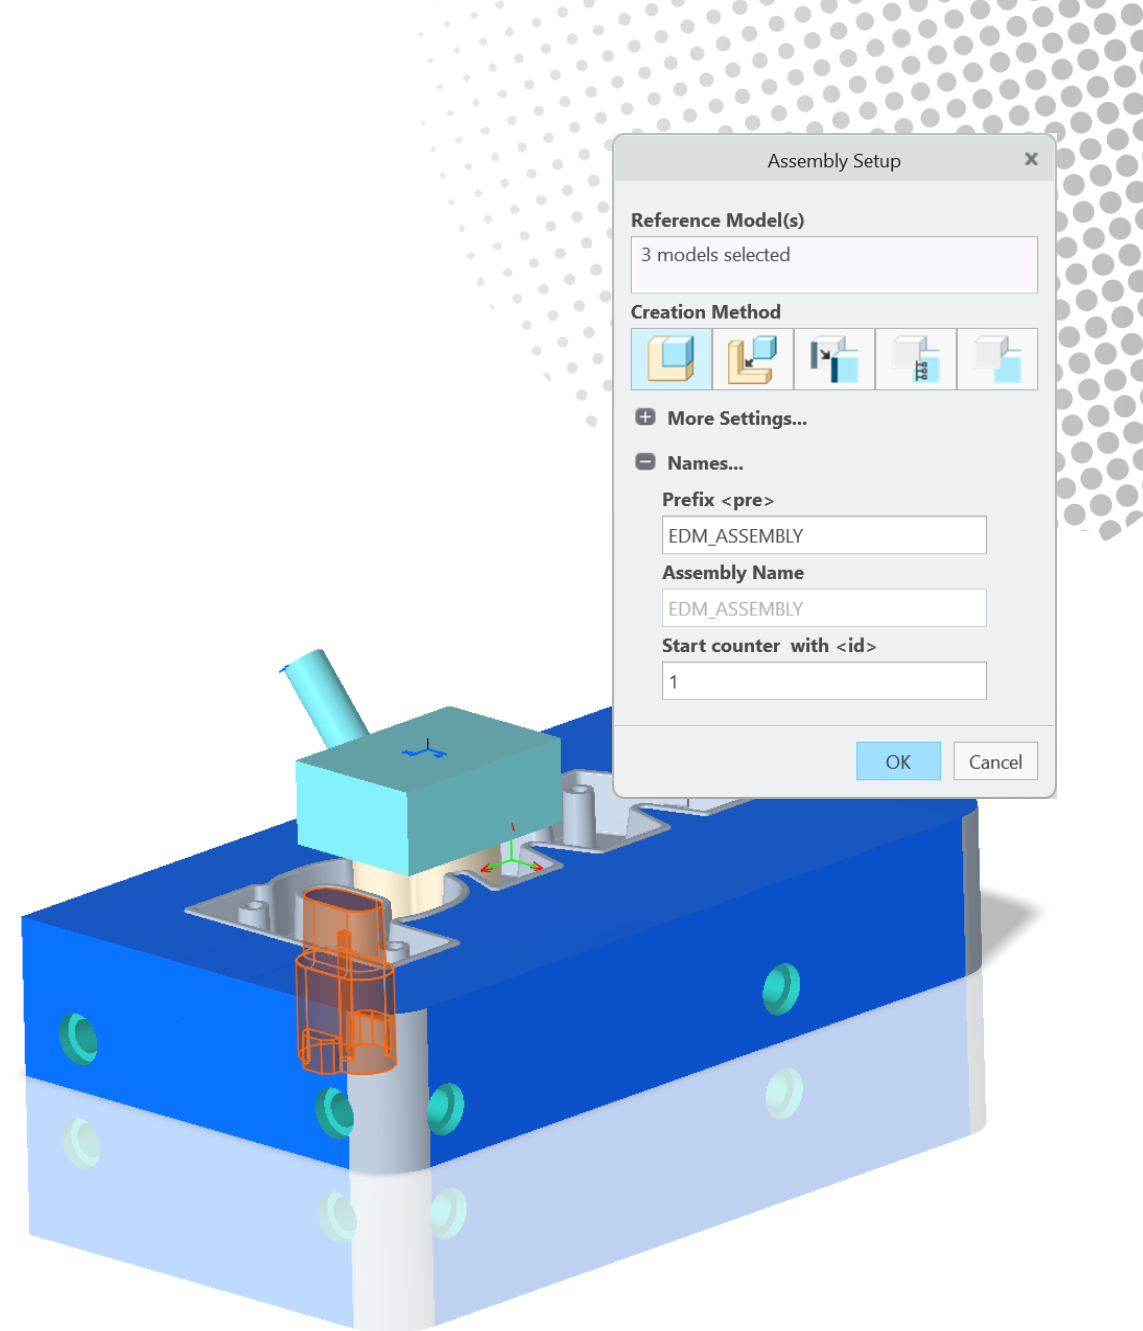 Assembly Setup
Reference Model(s)
3 models selected
Creation Method
More Settings...
Names...
Prefix <pre>
EDM_ASSEMBLY
Assembly Name
EDM_ASSEMBLY
Start counter  with <id>
1
OK
Cancel